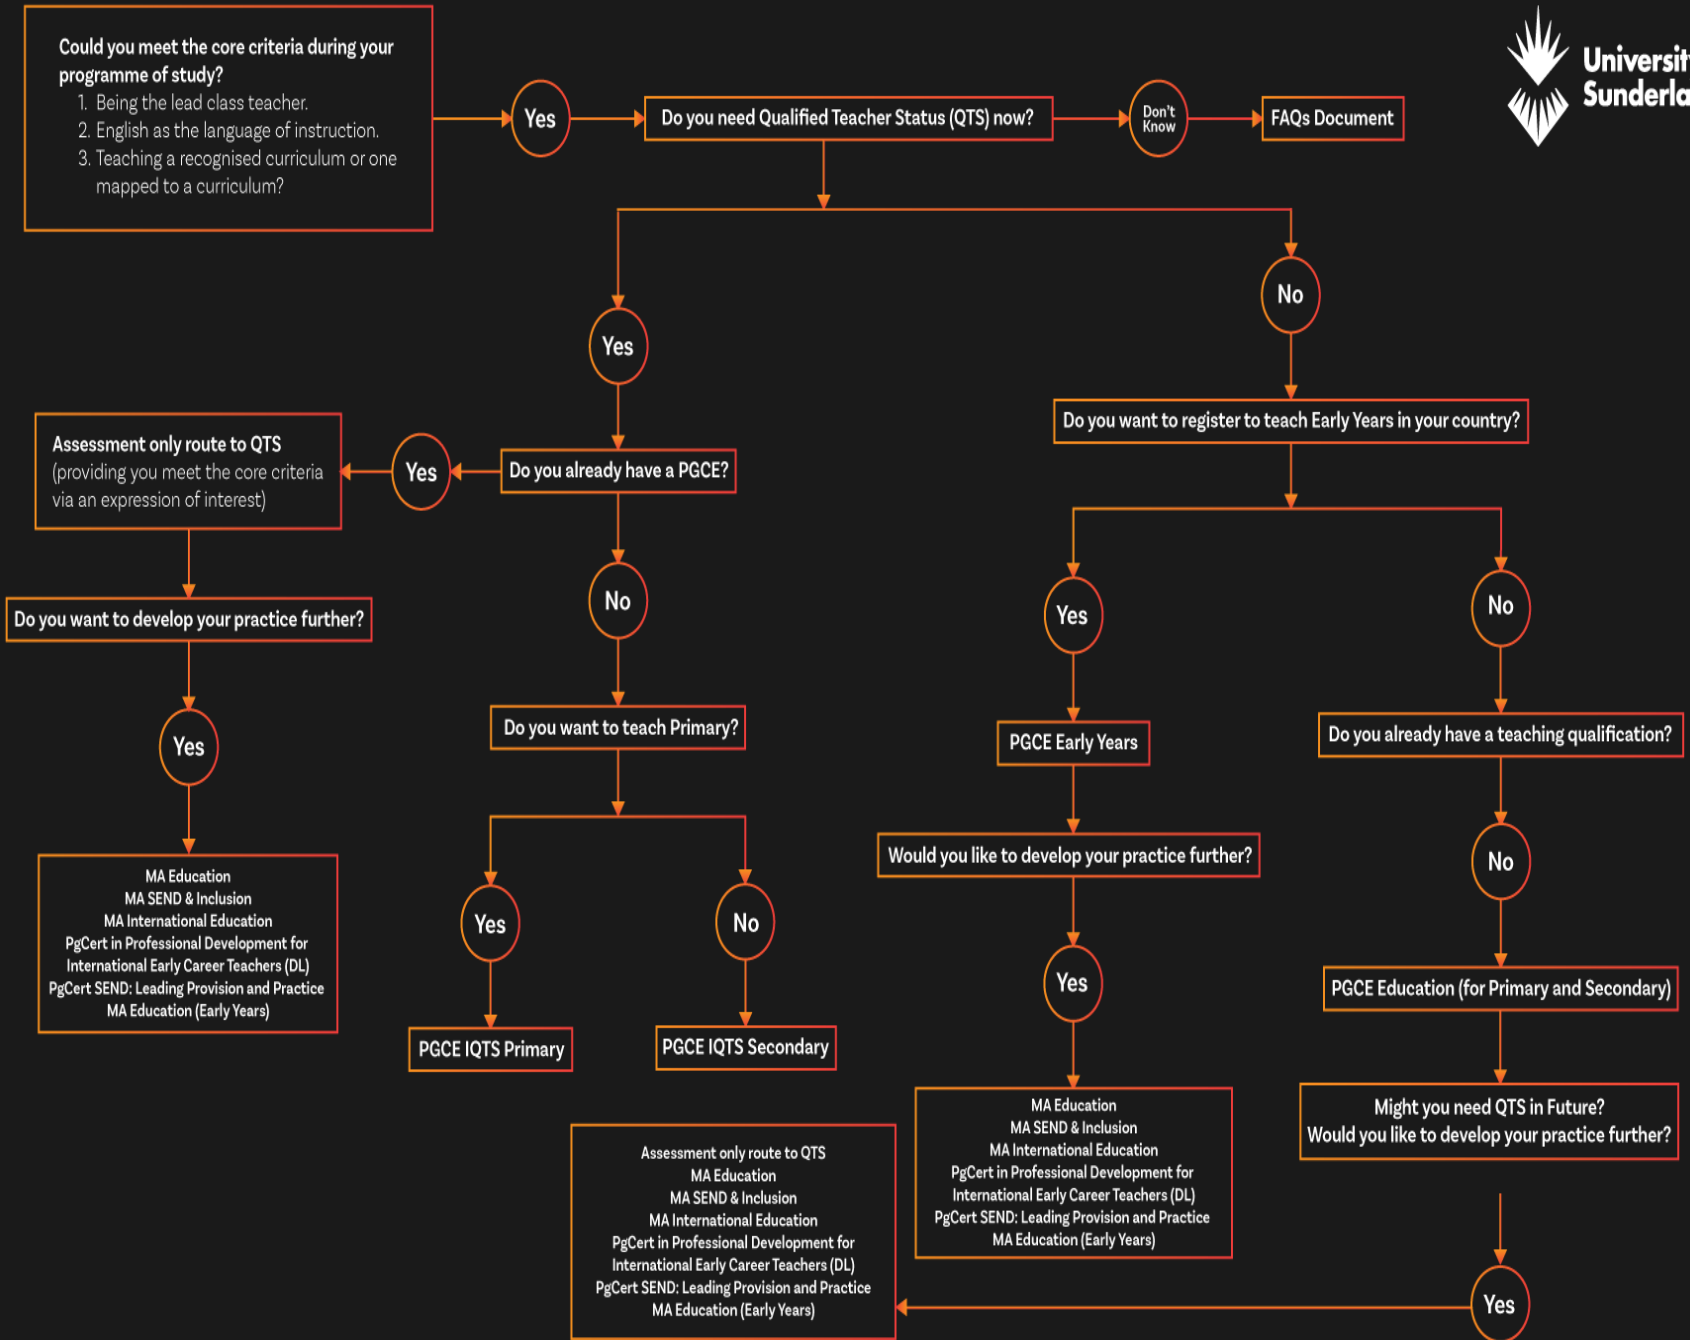 Could you meet the core criteria during your
programme of study?
1. Being the lead class teacher.
2. English as the language of instruction.
3. Teaching a recognised curriculum or one
mapped to a curriculum?
Yes
Do you need Qualified Teacher Status (QTS) now?
Don't
Know
FAQs Document
Universit
Sunderla
Yes
No
Do you want to register to teach Early Years in your country?
Assessment only route to QTS
(providing you meet the core criteria
via an expression of interest)
Yes
Do you already have a PGCE?
No
Yes
No
Do you want to develop your practice further?
Yes
Do you want to teach Primary?
PGCE Early Years
Do you already have a teaching qualification?
Would you like to develop your practice further?
No
MA Education
MA SEND & Inclusion
MA International Education
PgCert in Professional Development for
International Early Career Teachers (DL)
PgCert SEND: Leading Provision and Practice
MA Education (Early Years)
Yes
No
Yes
PGCE Education (for Primary and Secondary)
PGCE IQTS Primary
PGCE IQTS Secondary
MA Education
MA SEND & Inclusion
MA International Education
PgCert in Professional Development for
International Early Career Teachers (DL)
PgCert SEND: Leading Provision and Practice
MA Education (Early Years)
Might you need QTS in Future?
Would you like to develop your practice further?
Yes
Assessment only route to QTS
MA Education
MA SEND & Inclusion
MA International Education
PgCert in Professional Development for
International Early Career Teachers (DL)
PgCert SEND: Leading Provision and Practice
MA Education (Early Years)